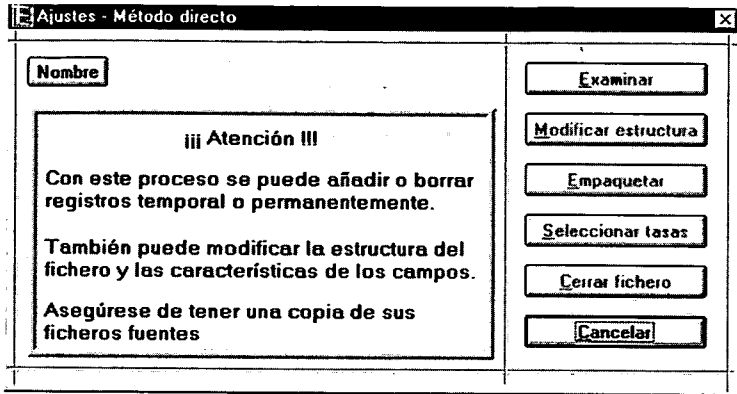 Ajustes - Método directo
Nombre
¡¡¡ Atención !!!
Con este proceso se puede añadir o borrar
registros temporal o permanentemente.
También puede modificar la estructura del
fichero y las características de los campos.
Asegúrese de tener una copia de sus
ficheros fuentes
Examinar
Modificar estructura
Empaquetar
Seleccionar tasas
Cerrar fichero
Cancelar